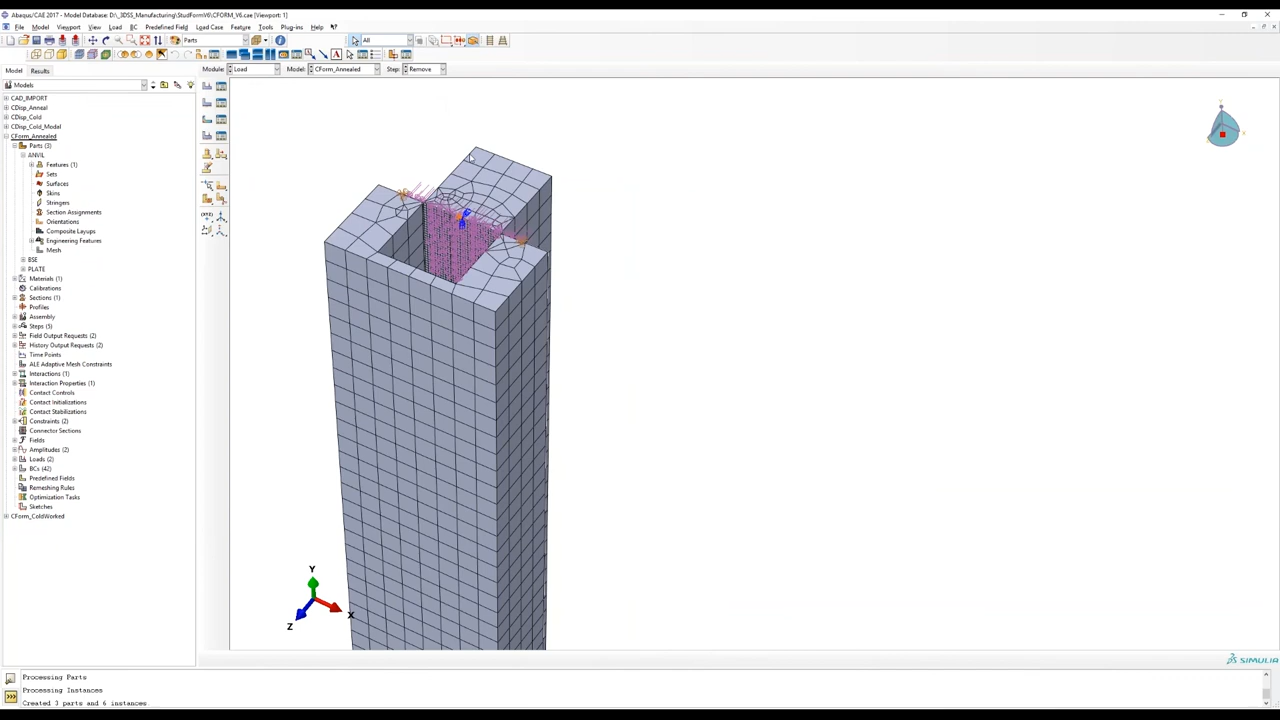 Abaqus/CAE 2017 - Model Database: D:\_3DSS_Manufacturing\StudFormV6\CFORM_V6.cae [Viewport: 1]
File Model Viewport View Load BC Predefined Field Load Case Feature Tools Plug-ins Help
Parts All
Model Results Module: Load Model: CForm_Annealed Step: Remove
Models
CAD_IMPORT
CDisp_Anneal
CDisp_Cold
CDisp_Cold_Modal
CForm_Annealed
Parts (3)
ANVIL
Features (1)
Sets
Surfaces
Skins
Stringers
Section Assignments
Orientations
Composite Layups
Engineering Features
Mesh
BSE
PLATE
Materials (1)
Calibrations
Sections (1)
Profiles
Assembly
Steps (5)
Field Output Requests (2)
History Output Requests (2)
Time Points
ALE Adaptive Mesh Constraints
Interactions (1)
Interaction Properties (1)
Contact Controls
Contact Initializations
Contact Stabilizations
Constraints (2)
Connector Sections
Fields
Amplitudes (2)
Loads (2)
BCs (42)
Predefined Fields
Remeshing Rules
Optimization Tasks
Sketches
CForm_ColdWorked
Y
X
Z
SIMULIA
Processing Parts
Processing Instances
Created 3 parts and 6 instances